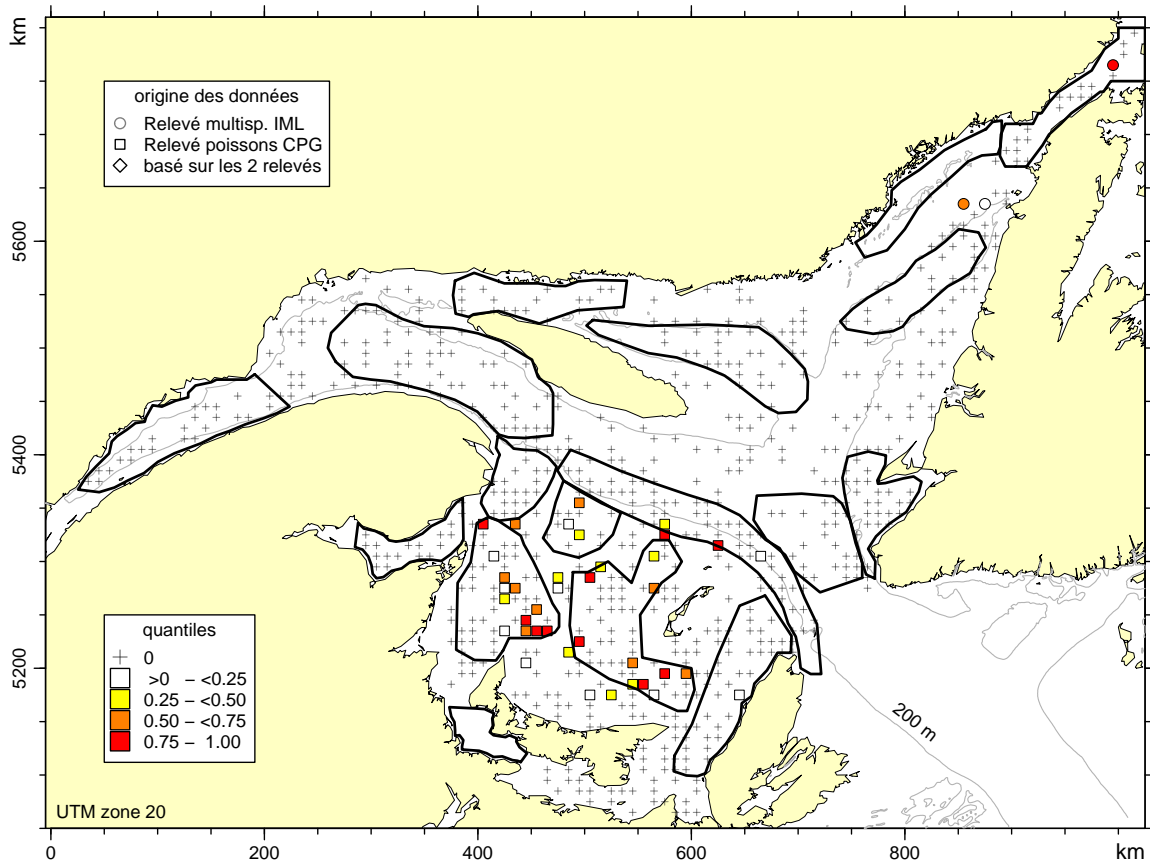 km
origine des données
Relevé multisp. IML
Relevé poissons CPG
basé sur les 2 relevés
5600
5400
5200
quantiles
0
>0 – <0.25
0.25 – <0.50
0.50 – <0.75
0.75 – 1.00
200 m
UTM zone 20
0 200 400 600 800 km